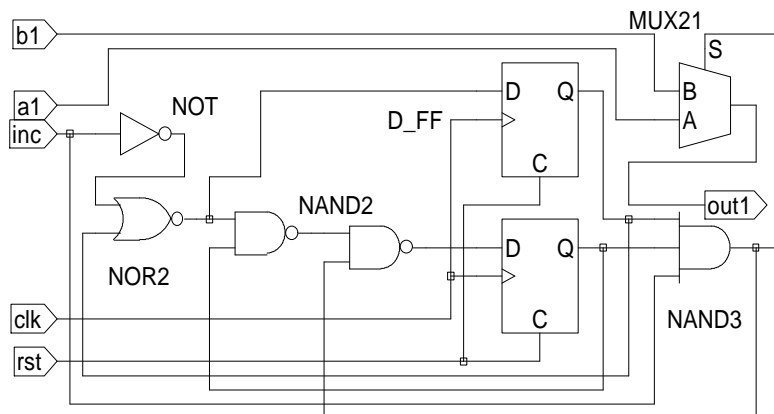 MUX21
b1
S
a1
NOT
D Q
B
inc
D_FF
A
C
NAND2
out1
D Q
NOR2
clk
C
NAND3
rst